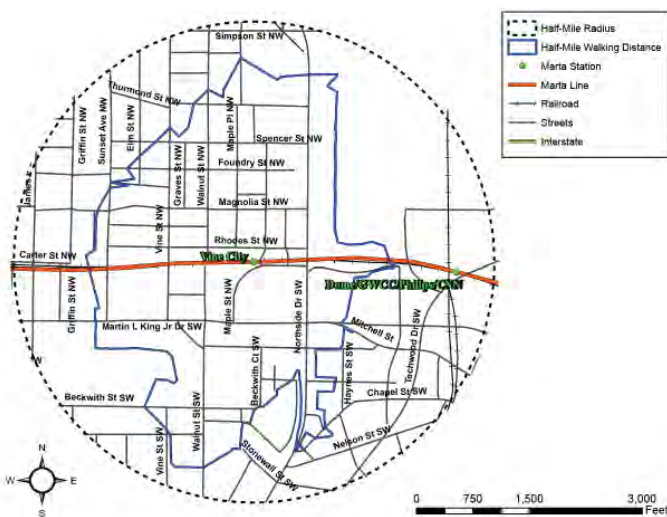 Simpson St NW
Thurmond St NW
Griffin St NW
Sunset Ave NW
Elm St NW
Maple Pl NW
Spencer St NW
Foundry St NW
Graves St NW
Walnut St NW
Magnolia St NW
Vine St NW
Rhodes St NW
Carter St NW
Vine City
Dome/GWCC/Philips/CNN
Griffin St NW
Maple St NW
Northside Dr SW
Martin L King Jr Dr SW
Mitchell St
Techwood Dr SW
Beckwith Ct SW
Haynes St SW
Chapel St SW
Beckwith St SW
Walnut St SW
Vine St SW
Nelson St SW
Stonewall St SW
Half-Mile Radius
Half-Mile Walking Distance
Marta Station
Marta Line
Railroad
Streets
Interstate
N
W E
S
0 750 1,500 3,000
Feet